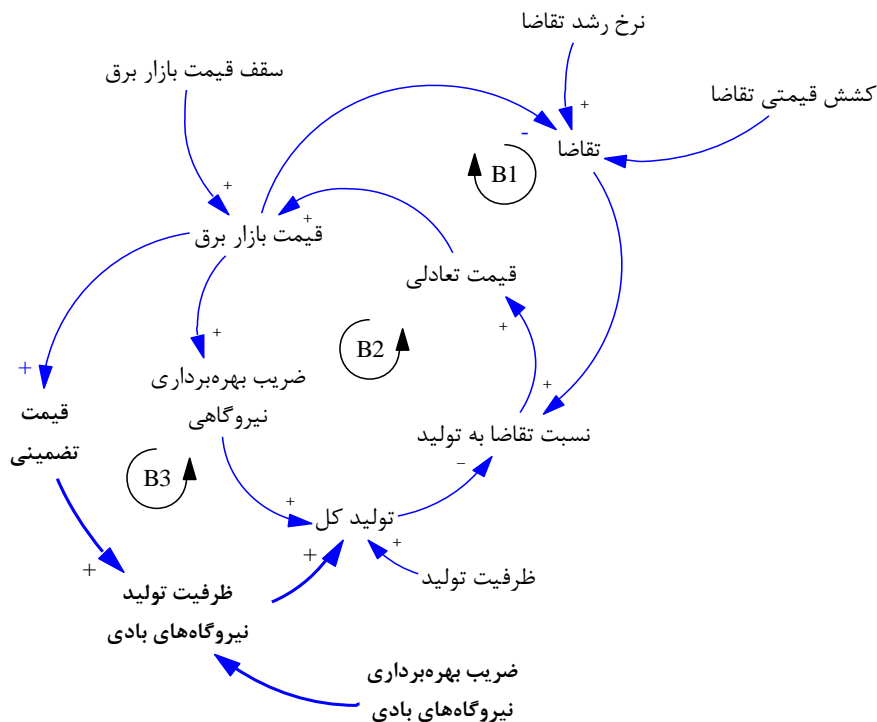 نرخ رشد تقاضا
سقف قیمت بازار برق
کشش قیمتی تقاضا
+
-
تقاضا
B1
+
+
قیمت بازار برق
قیمت تعادلی
+
+
B2
+
ضریب بهره‌برداری
نیروگاهی
+
+
قیمت
تضمینی
نسبت تقاضا به تولید
–
B3
+
تولید کل
+
+
+
ظرفیت تولید
ظرفیت تولید
نیروگاه‌های بادی
ضریب بهره‌برداری
نیروگاه‌های بادی